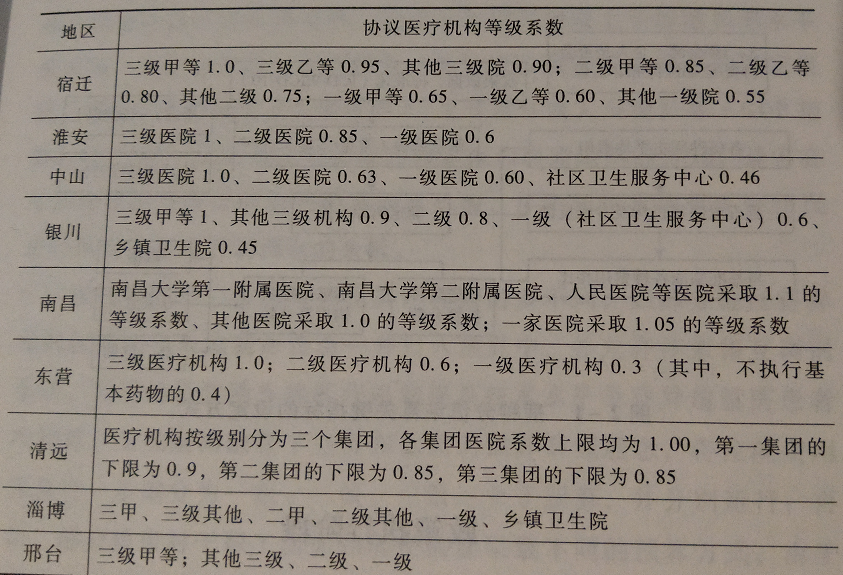 地区 协议医疗机构等级系数
宿迁 三级甲等 1.0、三级乙等 0.95、其他三级院 0.90；二级甲等 0.85、二级乙等
0.80、其他二级 0.75；一级甲等 0.65、一级乙等 0.60、其他一级院 0.55
淮安 三级医院 1、二级医院 0.85、一级医院 0.6
中山 三级医院 1.0、二级医院 0.63、一级医院 0.60、社区卫生服务中心 0.46
银川 三级甲等 1、其他三级机构 0.9、二级 0.8、一级（社区卫生服务中心）0.6、
乡镇卫生院 0.45
南昌 南昌大学第一附属医院、南昌大学第二附属医院、人民医院等医院采取 1.1 的
等级系数、其他医院采取 1.0 的等级系数；一家医院采取 1.05 的等级系数
东营 三级医疗机构 1.0；二级医疗机构 0.6；一级医疗机构 0.3（其中，不执行基
本药物的 0.4）
清远 医疗机构按级别分为三个集团，各集团医院系数上限均为 1.00，第一集团的
下限为 0.9，第二集团的下限为 0.85，第三集团的下限为 0.85
淄博 三甲、三级其他、二甲、二级其他、一级、乡镇卫生院
邢台 三级甲等；其他三级、二级、一级